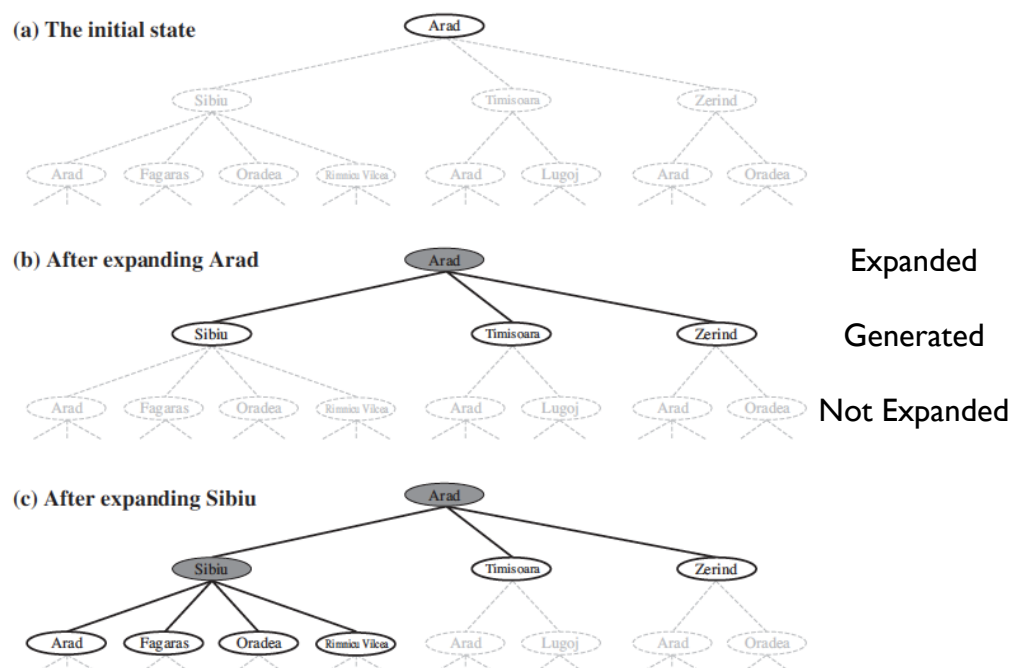 (a) The initial state
Arad
Sibiu Timisoara Zerind
Arad Fagaras Oradea Rimnicu Vilcea Arad Lugoj Arad Oradea
(b) After expanding Arad
Arad
Expanded
Sibiu Timisoara Zerind
Generated
Arad Fagaras Oradea Rimnicu Vilcea Arad Lugoj Arad Oradea
Not Expanded
(c) After expanding Sibiu
Arad
Sibiu Timisoara Zerind
Arad Fagaras Oradea Rimnicu Vilcea Arad Lugoj Arad Oradea